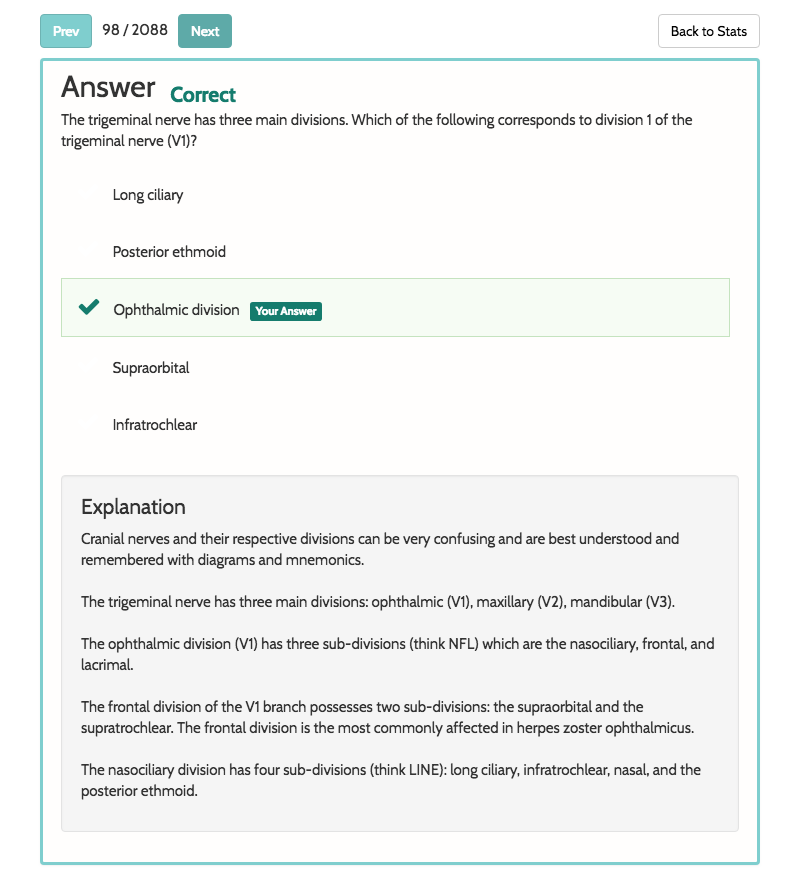 Prev 98 / 2088 Next Back to Stats
Answer Correct
The trigeminal nerve has three main divisions. Which of the following corresponds to division 1 of the
trigeminal nerve (V1)?
Long ciliary
Posterior ethmoid
Ophthalmic division Your Answer
Supraorbital
Infratrochlear
Explanation
Cranial nerves and their respective divisions can be very confusing and are best understood and
remembered with diagrams and mnemonics.
The trigeminal nerve has three main divisions: ophthalmic (V1), maxillary (V2), mandibular (V3).
The ophthalmic division (V1) has three sub-divisions (think NFL) which are the nasociliary, frontal, and
lacrimal.
The frontal division of the V1 branch possesses two sub-divisions: the supraorbital and the
supratrochlear. The frontal division is the most commonly affected in herpes zoster ophthalmicus.
The nasociliary division has four sub-divisions (think LINE): long ciliary, infratrochlear, nasal, and the
posterior ethmoid.